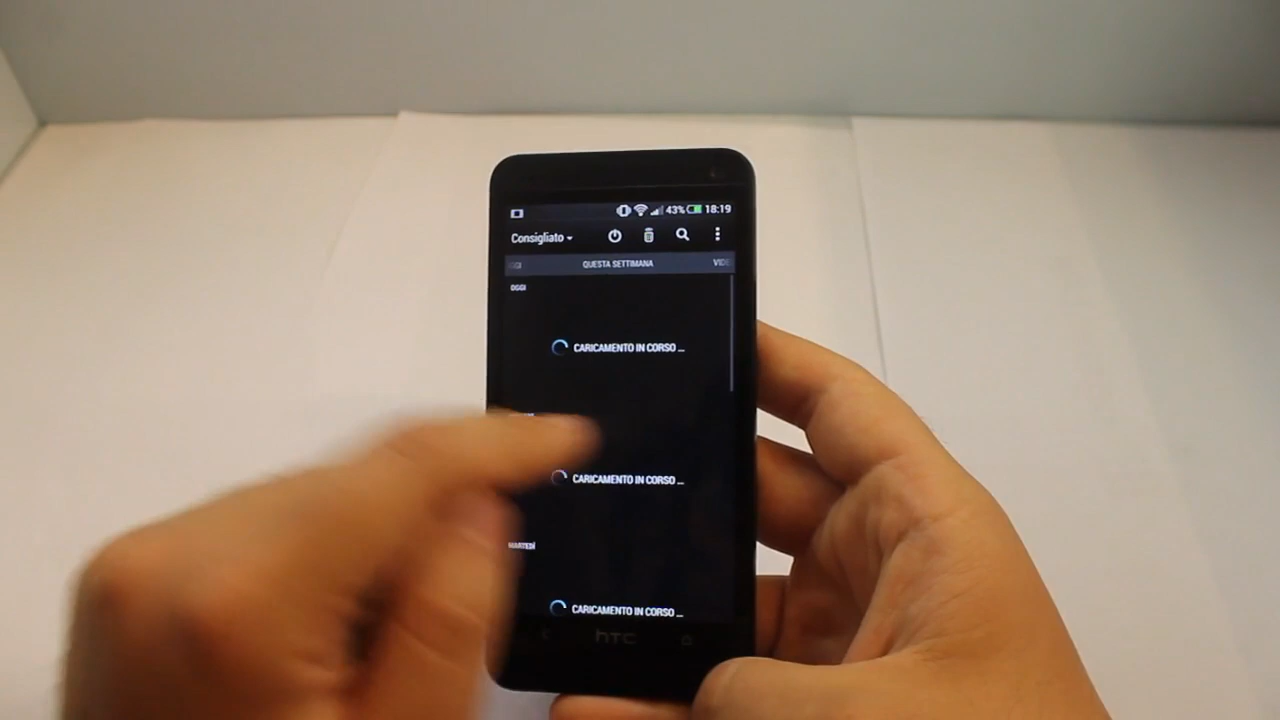 43% 18:19
Consigliato
QUESTA SETTIMANA
OGGI
CARICAMENTO IN CORSO ...
CARICAMENTO IN CORSO ...
MARTEDÌ
CARICAMENTO IN CORSO ...
hTC